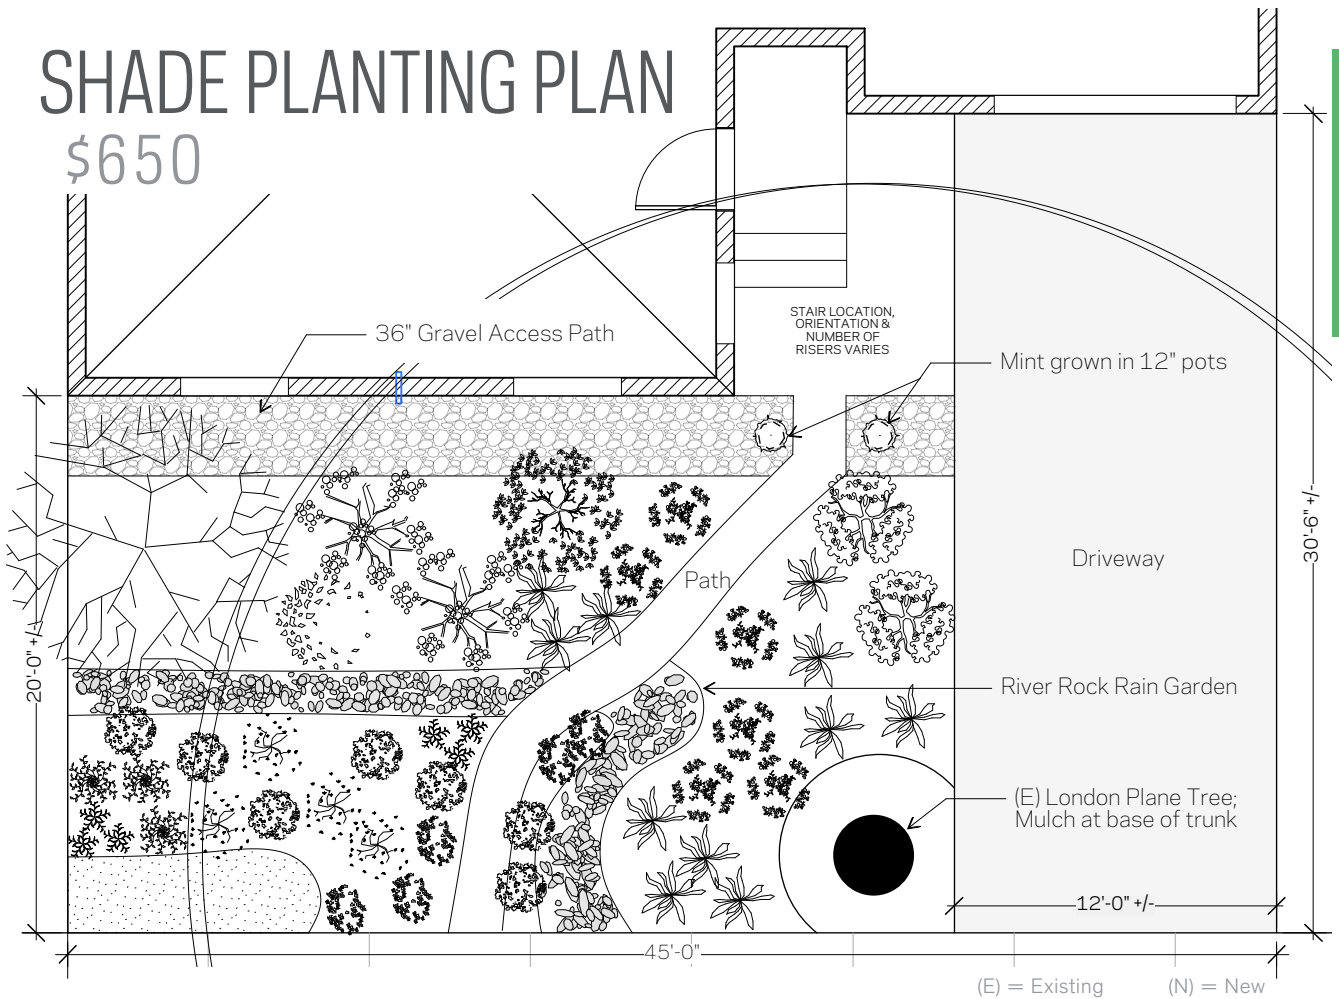 SHADE PLANTING PLAN
$650
STAIR LOCATION,
ORIENTATION &
NUMBER OF
RISERS VARIES
36" Gravel Access Path
Mint grown in 12" pots
30'-6" +/-
Driveway
Path
20'-0" +/-
River Rock Rain Garden
(E) London Plane Tree;
Mulch at base of trunk
12'-0" +/-
45'-0"
(E) = Existing
(N) = New